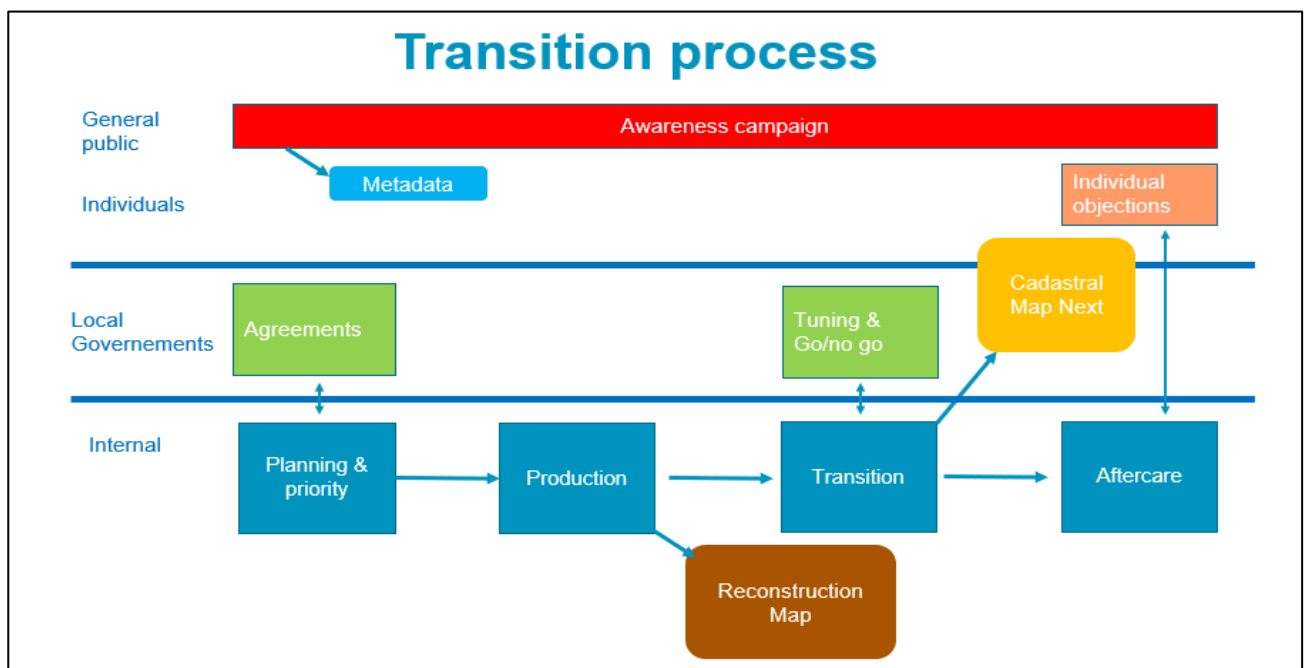 Transition process
General
public
Awareness campaign
Metadata
Individuals
Individual
objections
Local
Governements
Agreements
Tuning &
Go/no go
Cadastral
Map Next
Internal
Planning &
priority
Production
Transition
Aftercare
Reconstruction
Map